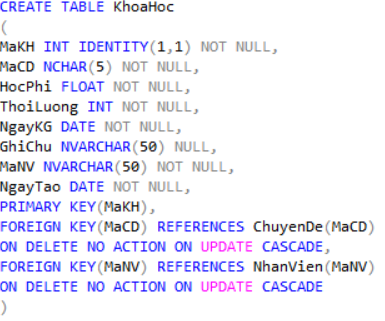 CREATE TABLE KhoaHoc
(
MaKH INT IDENTITY(1,1) NOT NULL,
MaCD NCHAR(5) NOT NULL,
HocPhi FLOAT NOT NULL,
ThoiLuong INT NOT NULL,
NgayKG DATE NOT NULL,
GhiChu NVARCHAR(50) NULL,
MaNV NVARCHAR(50) NOT NULL,
NgayTao DATE NOT NULL,
PRIMARY KEY(MaKH),
FOREIGN KEY(MaCD) REFERENCES ChuyenDe(MaCD)
ON DELETE NO ACTION ON UPDATE CASCADE,
FOREIGN KEY(MaNV) REFERENCES NhanVien(MaNV)
ON DELETE NO ACTION ON UPDATE CASCADE
)